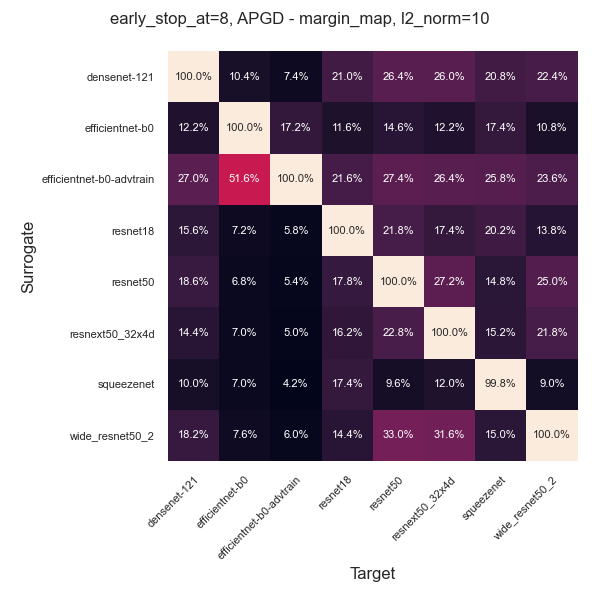 early_stop_at=8, APGD - margin_map, l2_norm=10
densenet-121 100.0% 10.4% 7.4% 21.0% 26.4% 26.0% 20.8% 22.4%
efficientnet-b0 12.2% 100.0% 17.2% 11.6% 14.6% 12.2% 17.4% 10.8%
efficientnet-b0-advtrain 27.0% 51.6% 100.0% 21.6% 27.4% 26.4% 25.8% 23.6%
resnet18 15.6% 7.2% 5.8% 100.0% 21.8% 17.4% 20.2% 13.8%
resnet50 18.6% 6.8% 5.4% 17.8% 100.0% 27.2% 14.8% 25.0%
resnext50_32x4d 14.4% 7.0% 5.0% 16.2% 22.8% 100.0% 15.2% 21.8%
squeezenet 10.0% 7.0% 4.2% 17.4% 9.6% 12.0% 99.8% 9.0%
wide_resnet50_2 18.2% 7.6% 6.0% 14.4% 33.0% 31.6% 15.0% 100.0%
Surrogate
densenet-121
efficientnet-b0
efficientnet-b0-advtrain
resnet18
resnet50
resnext50_32x4d
squeezenet
wide_resnet50_2
Target